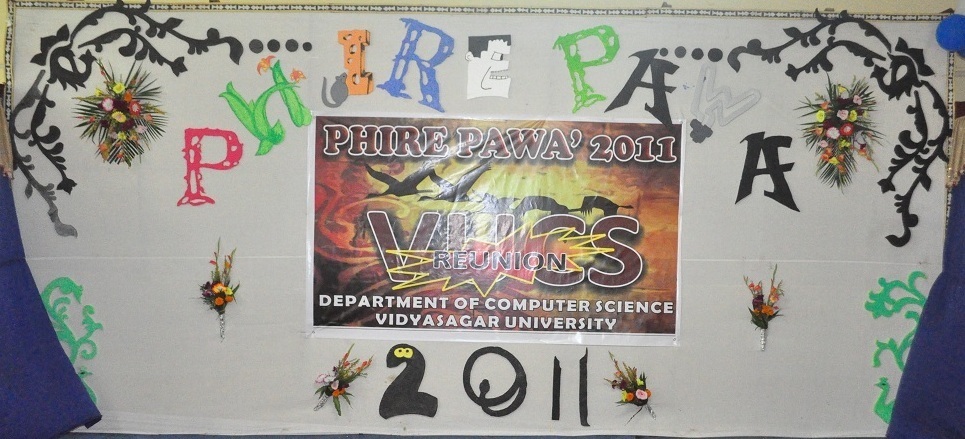 PHIRE PAWA
PHIRE PAWA' 2011
VUCS
REUNION
DEPARTMENT OF COMPUTER SCIENCE
VIDYASAGAR UNIVERSITY
2011